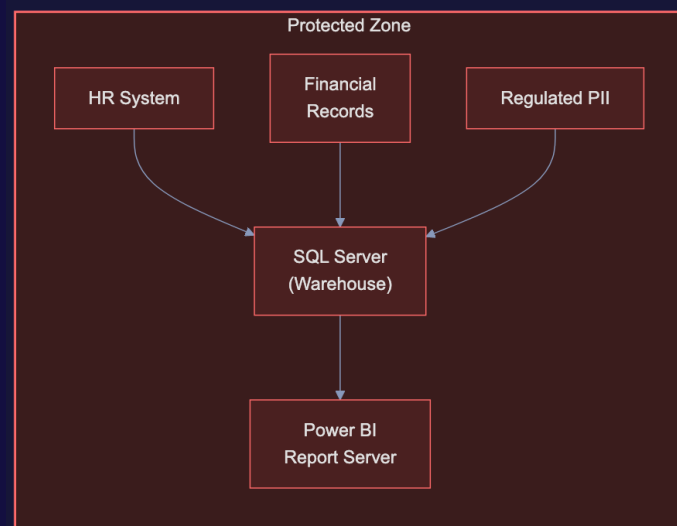 Protected Zone
HR System
Financial
Records
Regulated PII
SQL Server
(Warehouse)
Power BI
Report Server